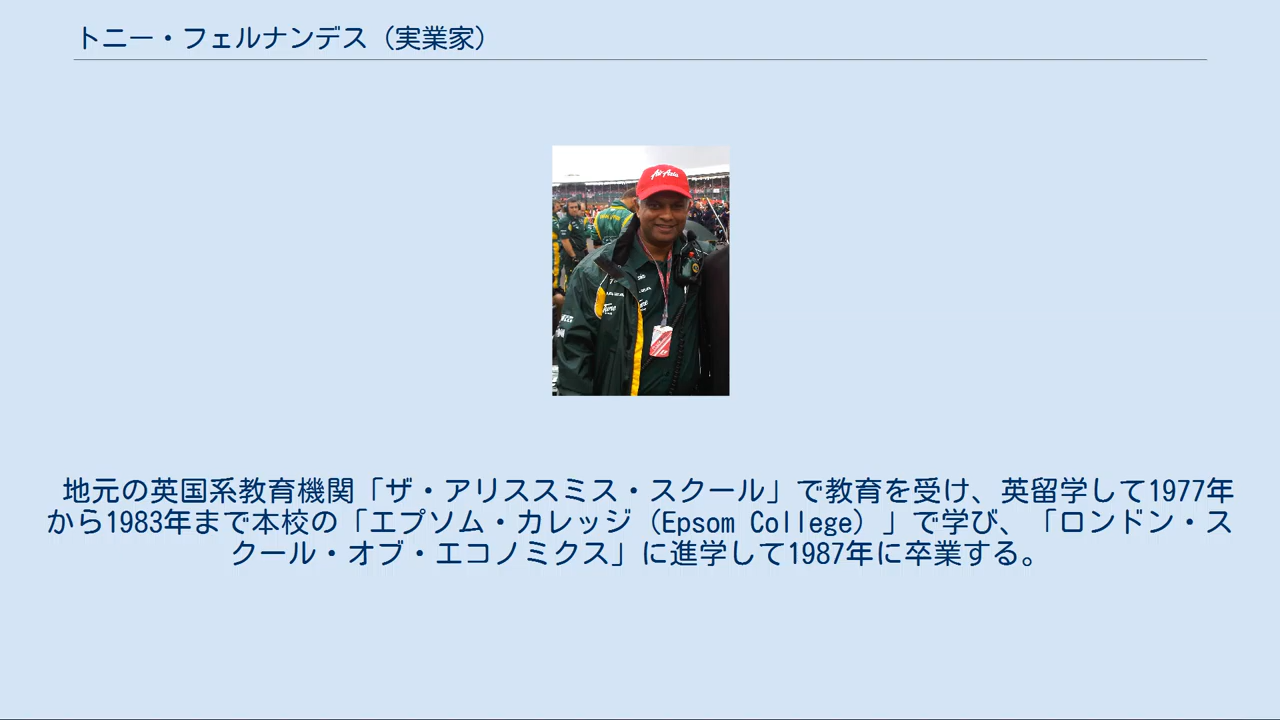 トニー・フェルナンデス（実業家）
AirAsia
Tune
Tune
地元の英国系教育機関「ザ・アリススミス・スクール」で教育を受け、英留学して1977年
から1983年まで本校の「エプソム・カレッジ（Epsom College）」で学び、「ロンドン・ス
クール・オブ・エコノミクス」に進学して1987年に卒業する。